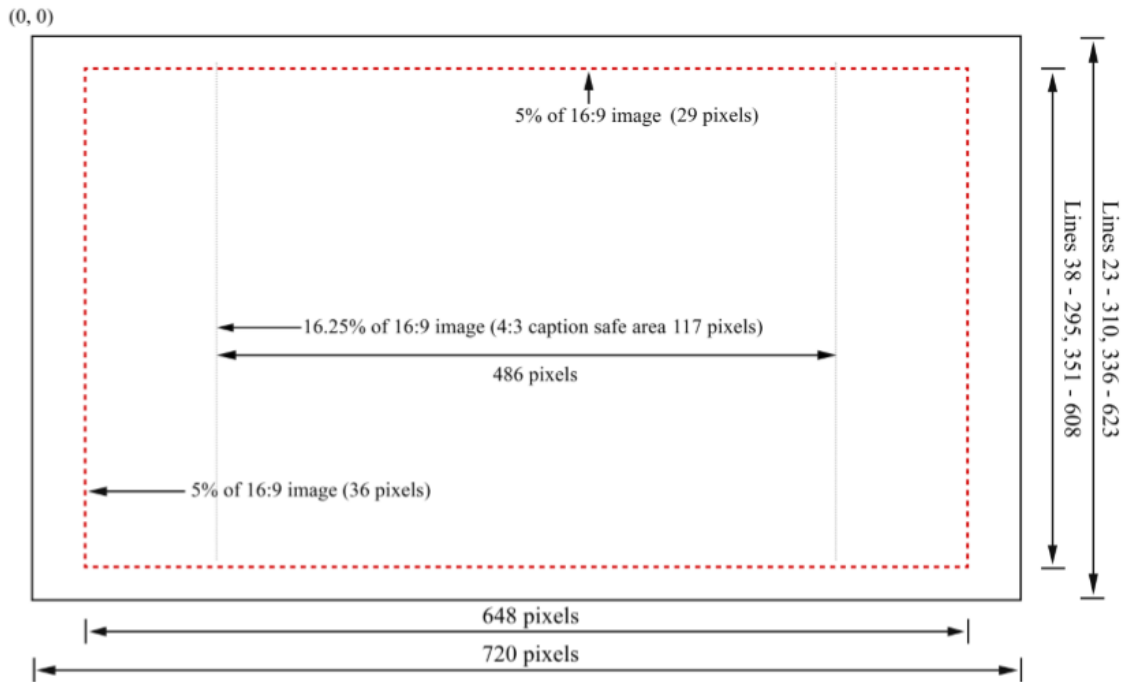 (0, 0)
5% of 16:9 image (29 pixels)
16.25% of 16:9 image (4:3 caption safe area 117 pixels)
486 pixels
5% of 16:9 image (36 pixels)
648 pixels
720 pixels
Lines 38 - 295, 351 - 608
Lines 23 - 310, 336 - 623